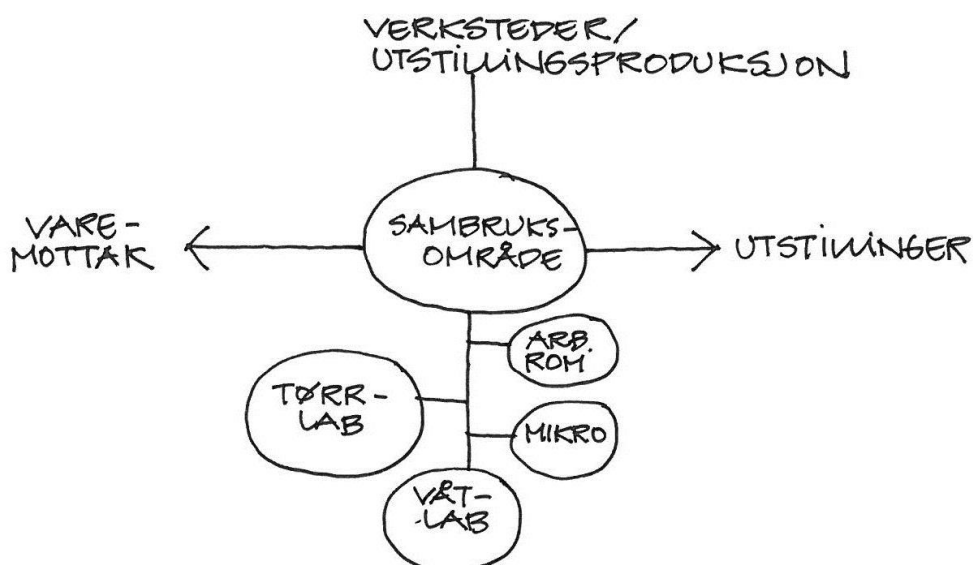 VERKSTEDER/
UTSTILLINGSPRODUKSJON
VARE-
MOTTAK
SAMBRUKS-
OMRÅDE
UTSTILLINGER
ARB.
ROM.
TØRR-
LAB
MIKRO
VÅT-
LAB